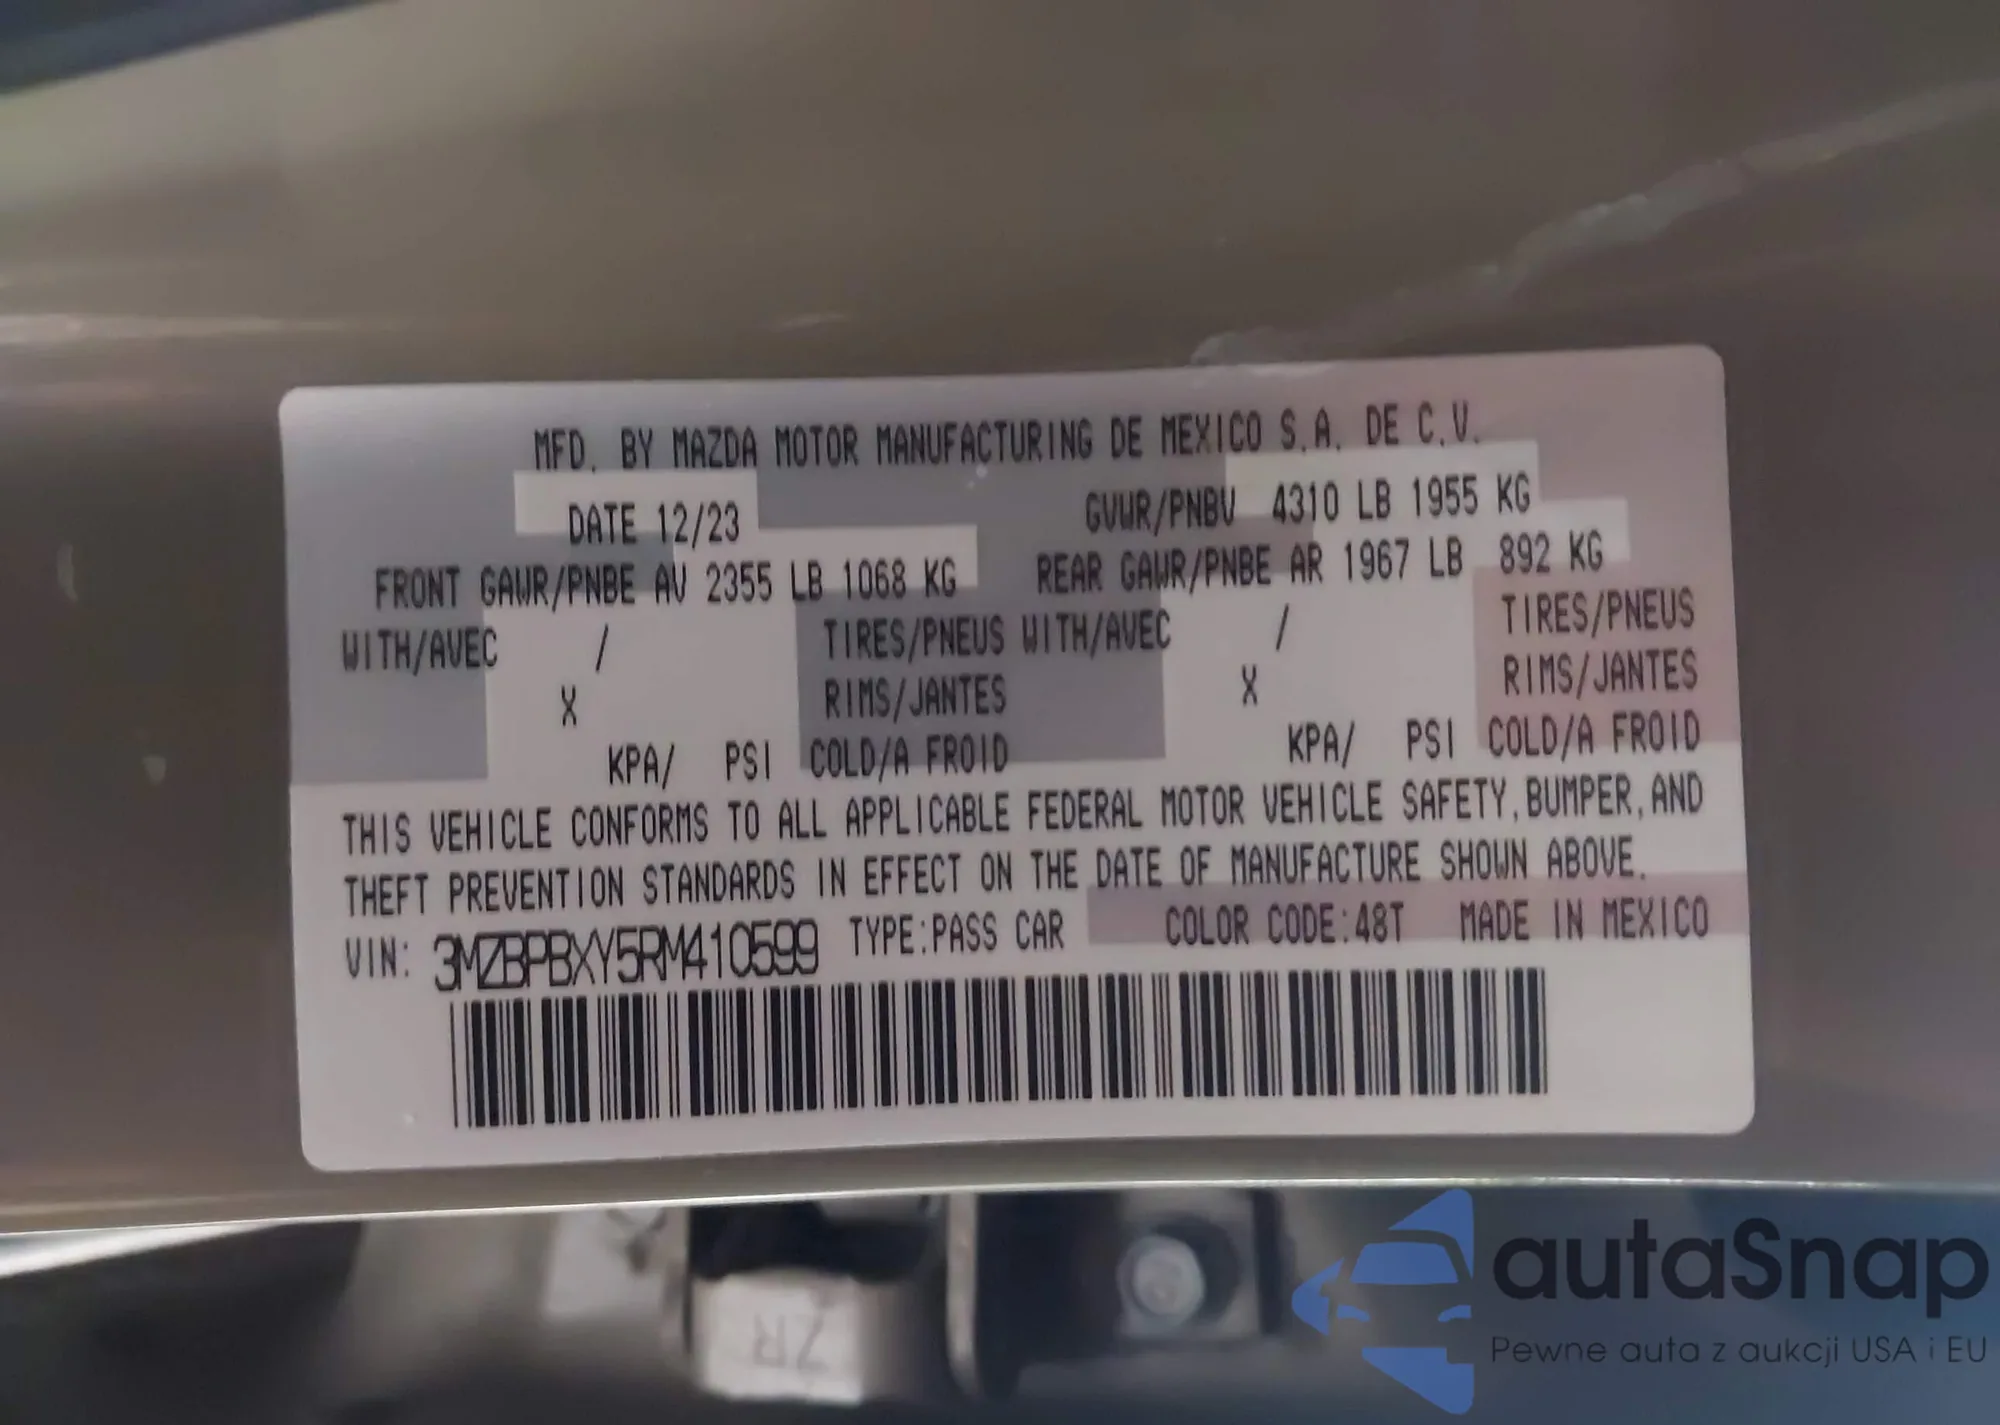 MFD. BY MAZDA MOTOR MANUFACTURING DE MEXICO S.A. DE C.V.
DATE 12/23 GVWR/PNBV 4310 LB 1955 KG
FRONT GAWR/PNBE AV 2355 LB 1068 KG REAR GAWR/PNBE AR 1967 LB 892 KG
WITH/AVEC / TIRES/PNEUS WITH/AVEC / TIRES/PNEUS
X RIMS/JANTES X RIMS/JANTES
KPA/ PSI COLD/A FROID KPA/ PSI COLD/A FROID
THIS VEHICLE CONFORMS TO ALL APPLICABLE FEDERAL MOTOR VEHICLE SAFETY,BUMPER,AND
THEFT PREVENTION STANDARDS IN EFFECT ON THE DATE OF MANUFACTURE SHOWN ABOVE.
VIN: 3MZBPBXY5RM410599 TYPE:PASS CAR COLOR CODE:48T MADE IN MEXICO
ZR
autaSnap
Pewne auta z aukcji USA i EU